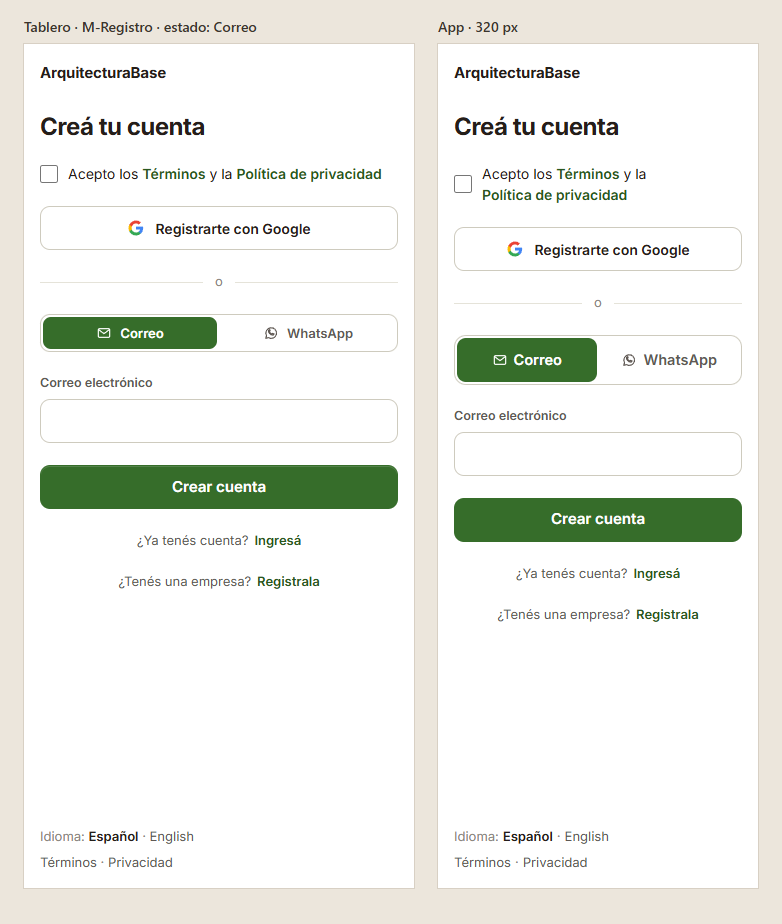 Tablero · M-Registro · estado: Correo
ArquitecturaBase
Creá tu cuenta
Acepto los Términos y la Política de privacidad
Registrarte con Google
o
Correo
WhatsApp
Correo electrónico
Crear cuenta
¿Ya tenés cuenta? Ingresá
¿Tenés una empresa? Registrala
Idioma: Español · English
Términos · Privacidad
App · 320 px
ArquitecturaBase
Creá tu cuenta
Acepto los Términos y la
Política de privacidad
Registrarte con Google
o
Correo
WhatsApp
Correo electrónico
Crear cuenta
¿Ya tenés cuenta? Ingresá
¿Tenés una empresa? Registrala
Idioma: Español · English
Términos · Privacidad